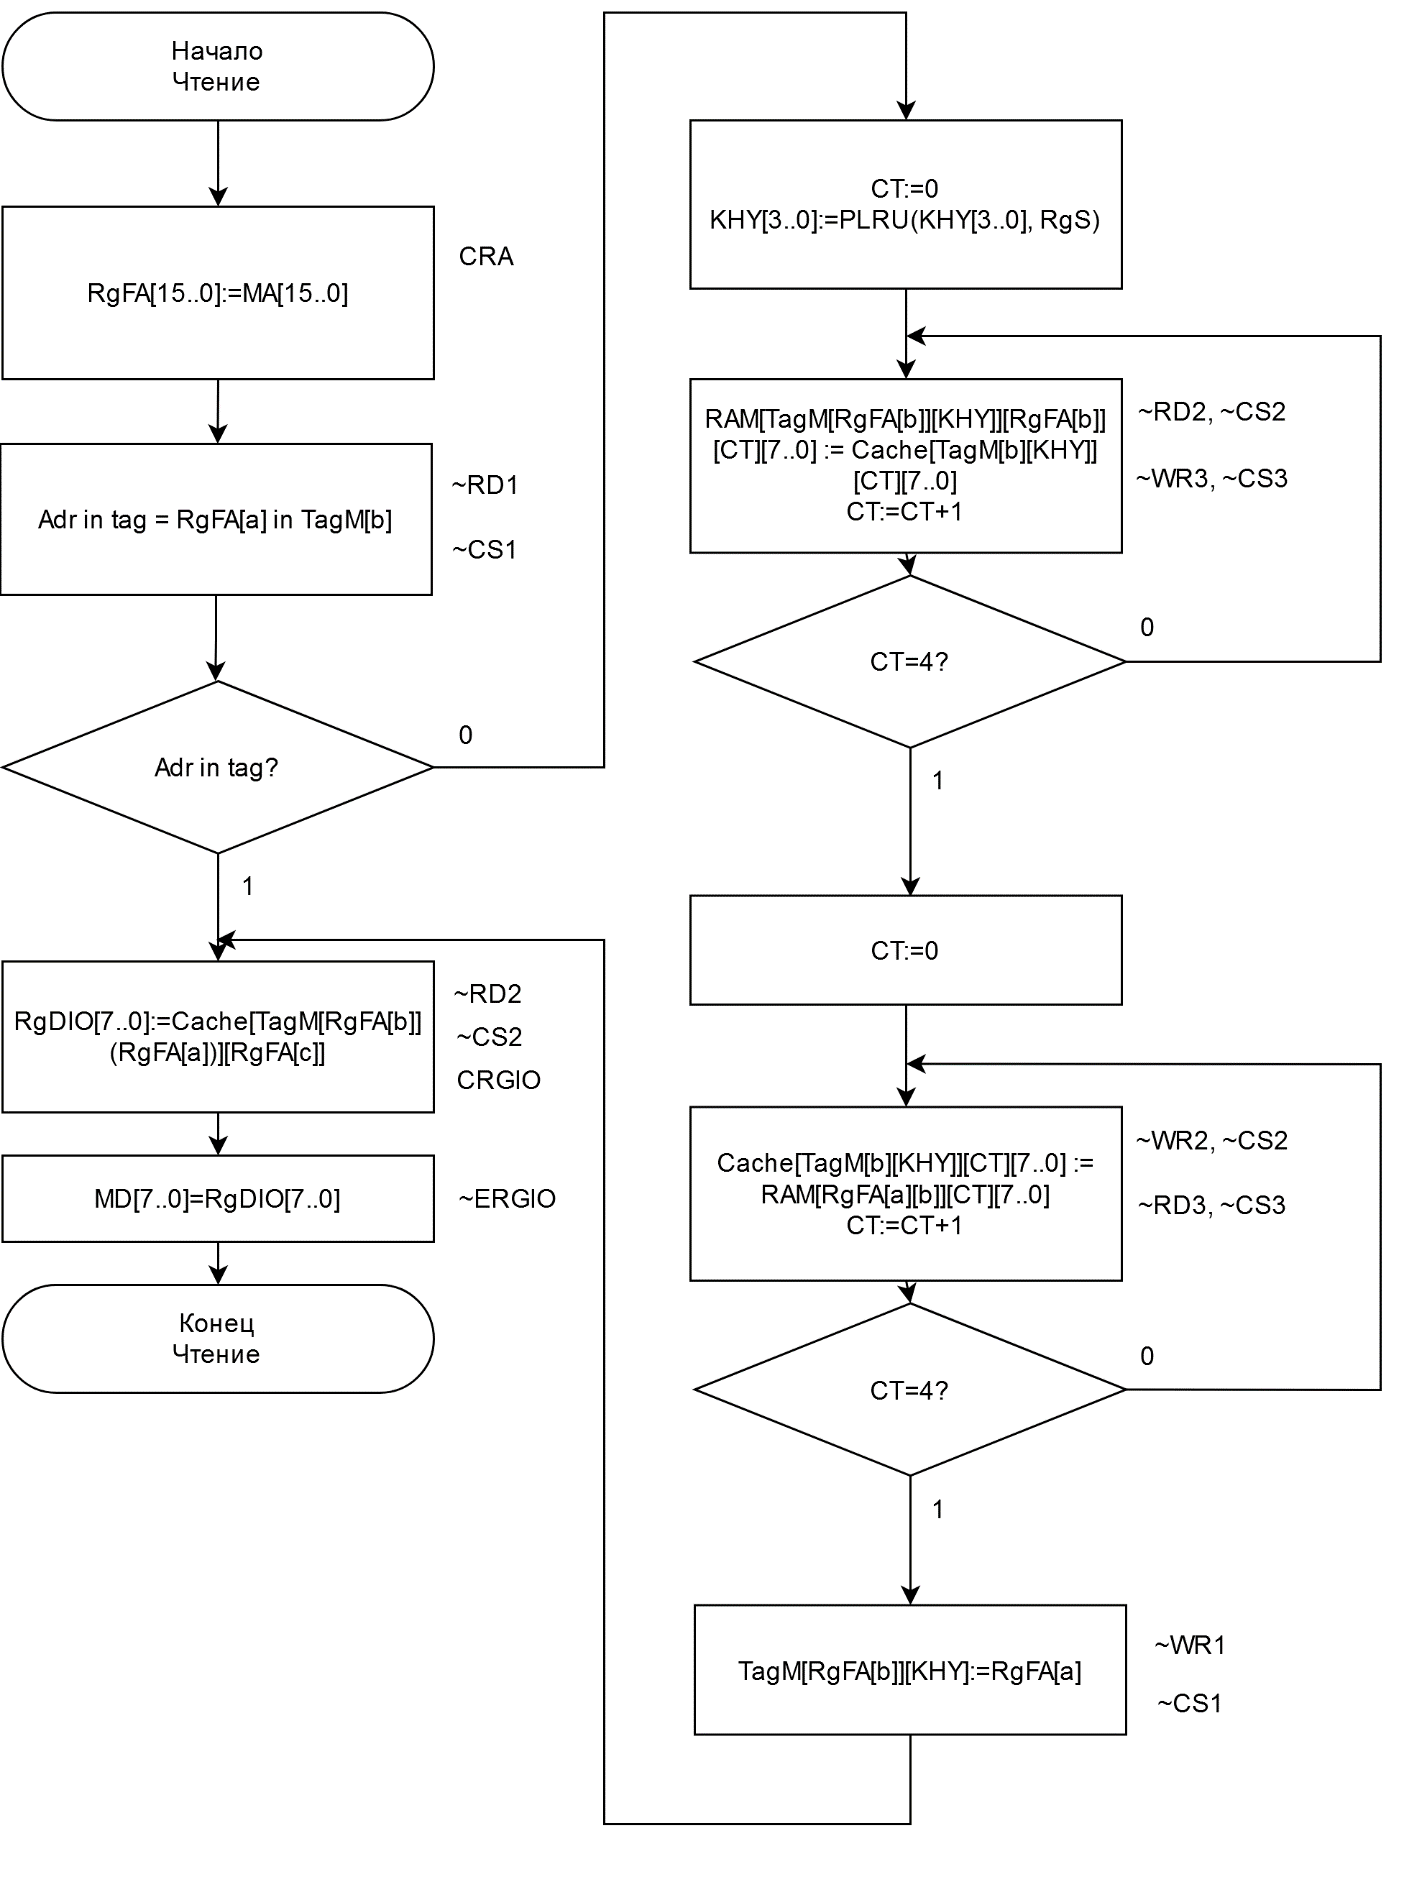 Начало
Чтение
RgFA[15..0]:=MA[15..0]
CRA
Adr in tag = RgFA[a] in TagM[b]
~RD1
~CS1
Adr in tag?
0
1
RgDIO[7..0]:=Cache[TagM[RgFA[b]]
(RgFA[a])][RgFA[c]]
~RD2
~CS2
CRGIO
MD[7..0]=RgDIO[7..0]
~ERGIO
Конец
Чтение
CT:=0
KHY[3..0]:=PLRU(KHY[3..0], RgS)
RAM[TagM[RgFA[b]][KHY]][RgFA[b]]
[CT][7..0] := Cache[TagM[b][KHY]]
[CT][7..0]
CT:=CT+1
~RD2, ~CS2
~WR3, ~CS3
CT=4?
0
1
CT:=0
Cache[TagM[b][KHY]][CT][7..0] :=
RAM[RgFA[a][b]][CT][7..0]
CT:=CT+1
~WR2, ~CS2
~RD3, ~CS3
CT=4?
0
1
TagM[RgFA[b]][KHY]:=RgFA[a]
~WR1
~CS1